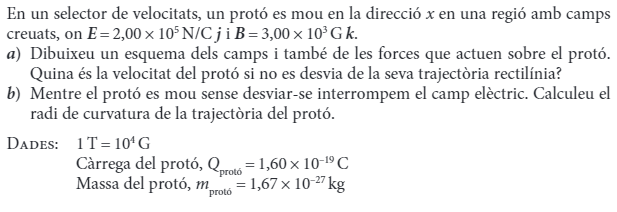 En un selector de velocitats, un protó es mou en la direcció x en una regió amb camps
creuats, on E = 2,00 × 10⁵ N/C j i B = 3,00 × 10³ G k.
a) Dibuixeu un esquema dels camps i també de les forces que actuen sobre el protó.
Quina és la velocitat del protó si no es desvia de la seva trajectòria rectilínia?
b) Mentre el protó es mou sense desviar-se interrompem el camp elèctric. Calculeu el
radi de curvatura de la trajectòria del protó.
DADES: 1 T = 10⁴ G
Càrrega del protó, Q_protó = 1,60 × 10⁻¹⁹ C
Massa del protó, m_protó = 1,67 × 10⁻²⁷ kg